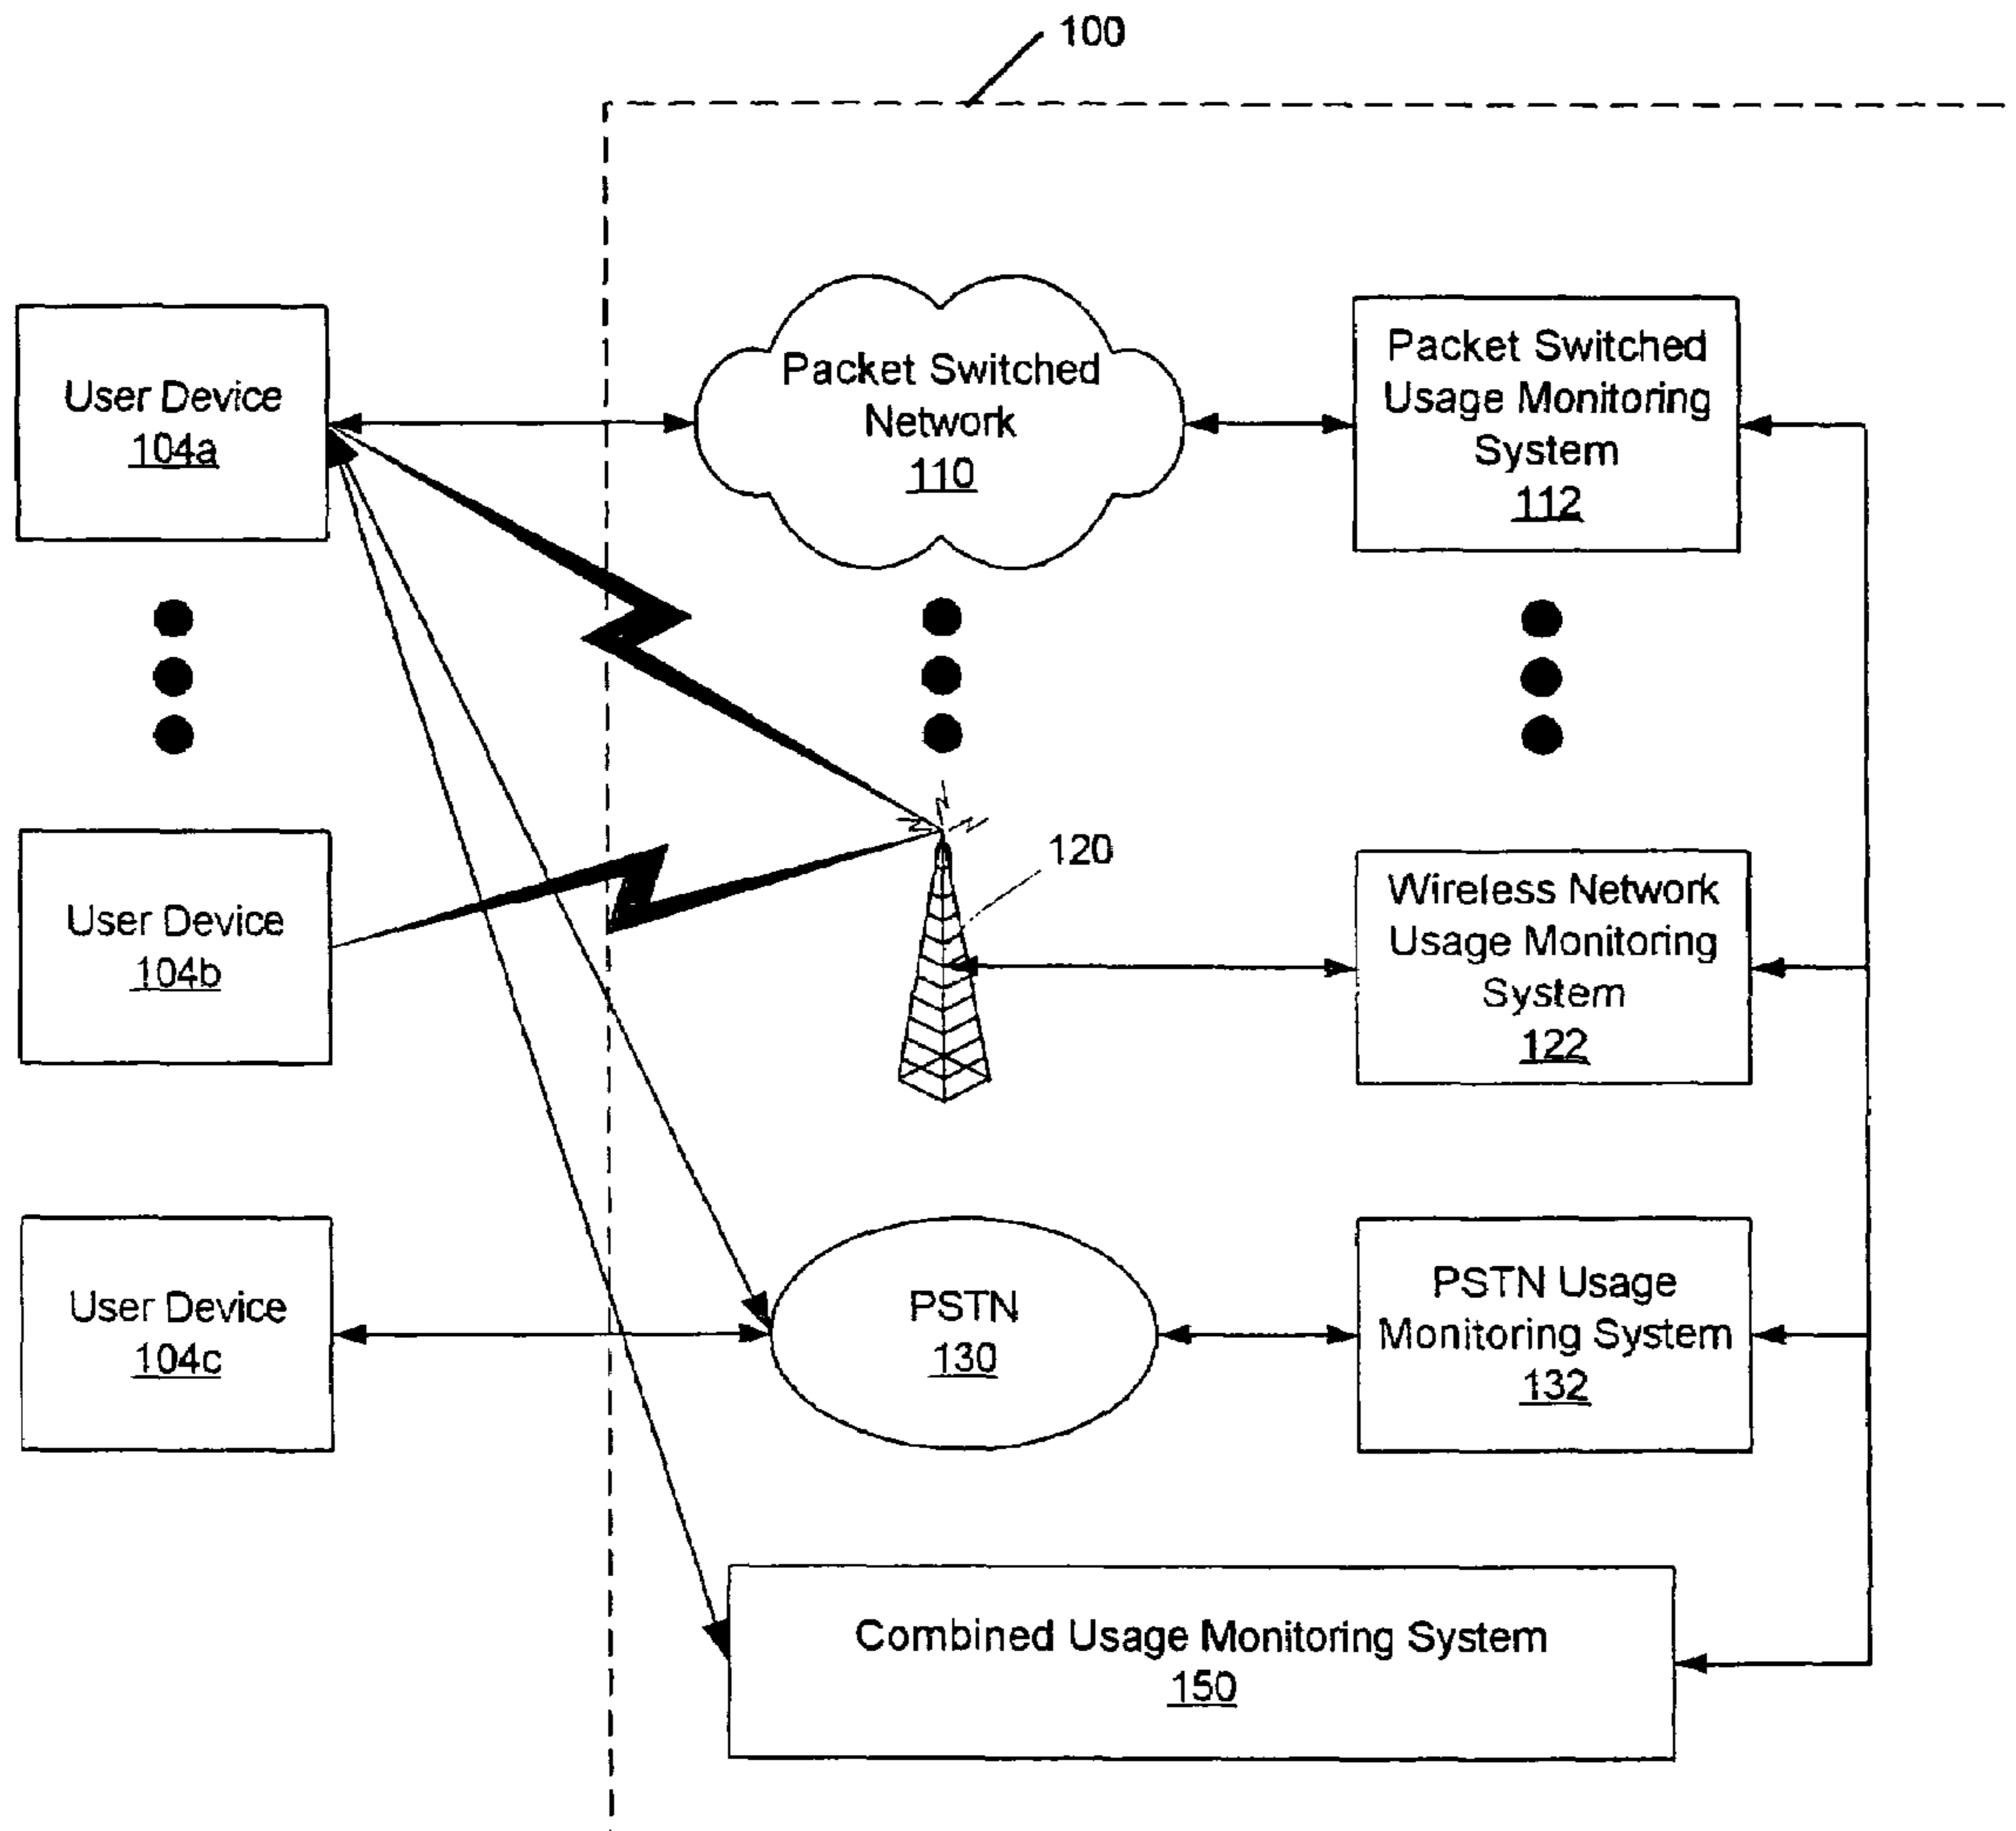 100
User Device
104a
Packet Switched
Network
110
Packet Switched
Usage Monitoring
System
112
User Device
104b
120
Wireless Network
Usage Monitoring
System
122
User Device
104c
PSTN
130
PSTN Usage
Monitoring System
132
Combined Usage Monitoring System
150